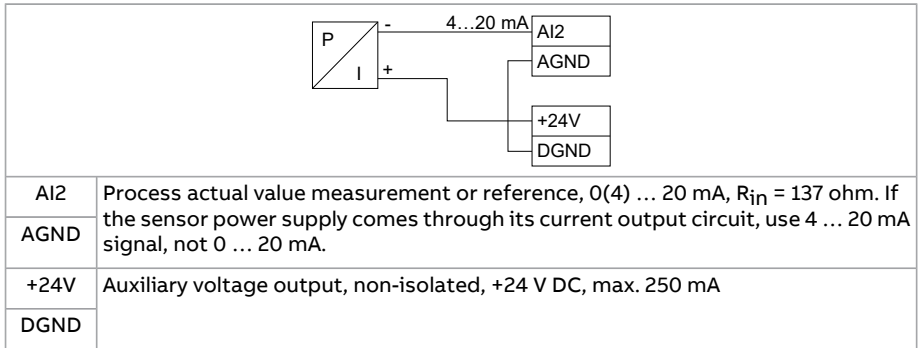 P
I
-
+
4…20 mA
AI2
AGND
+24V
DGND
AI2
AGND
Process actual value measurement or reference, 0(4) … 20 mA, Rin = 137 ohm. If
the sensor power supply comes through its current output circuit, use 4 … 20 mA
signal, not 0 … 20 mA.
+24V
DGND
Auxiliary voltage output, non-isolated, +24 V DC, max. 250 mA